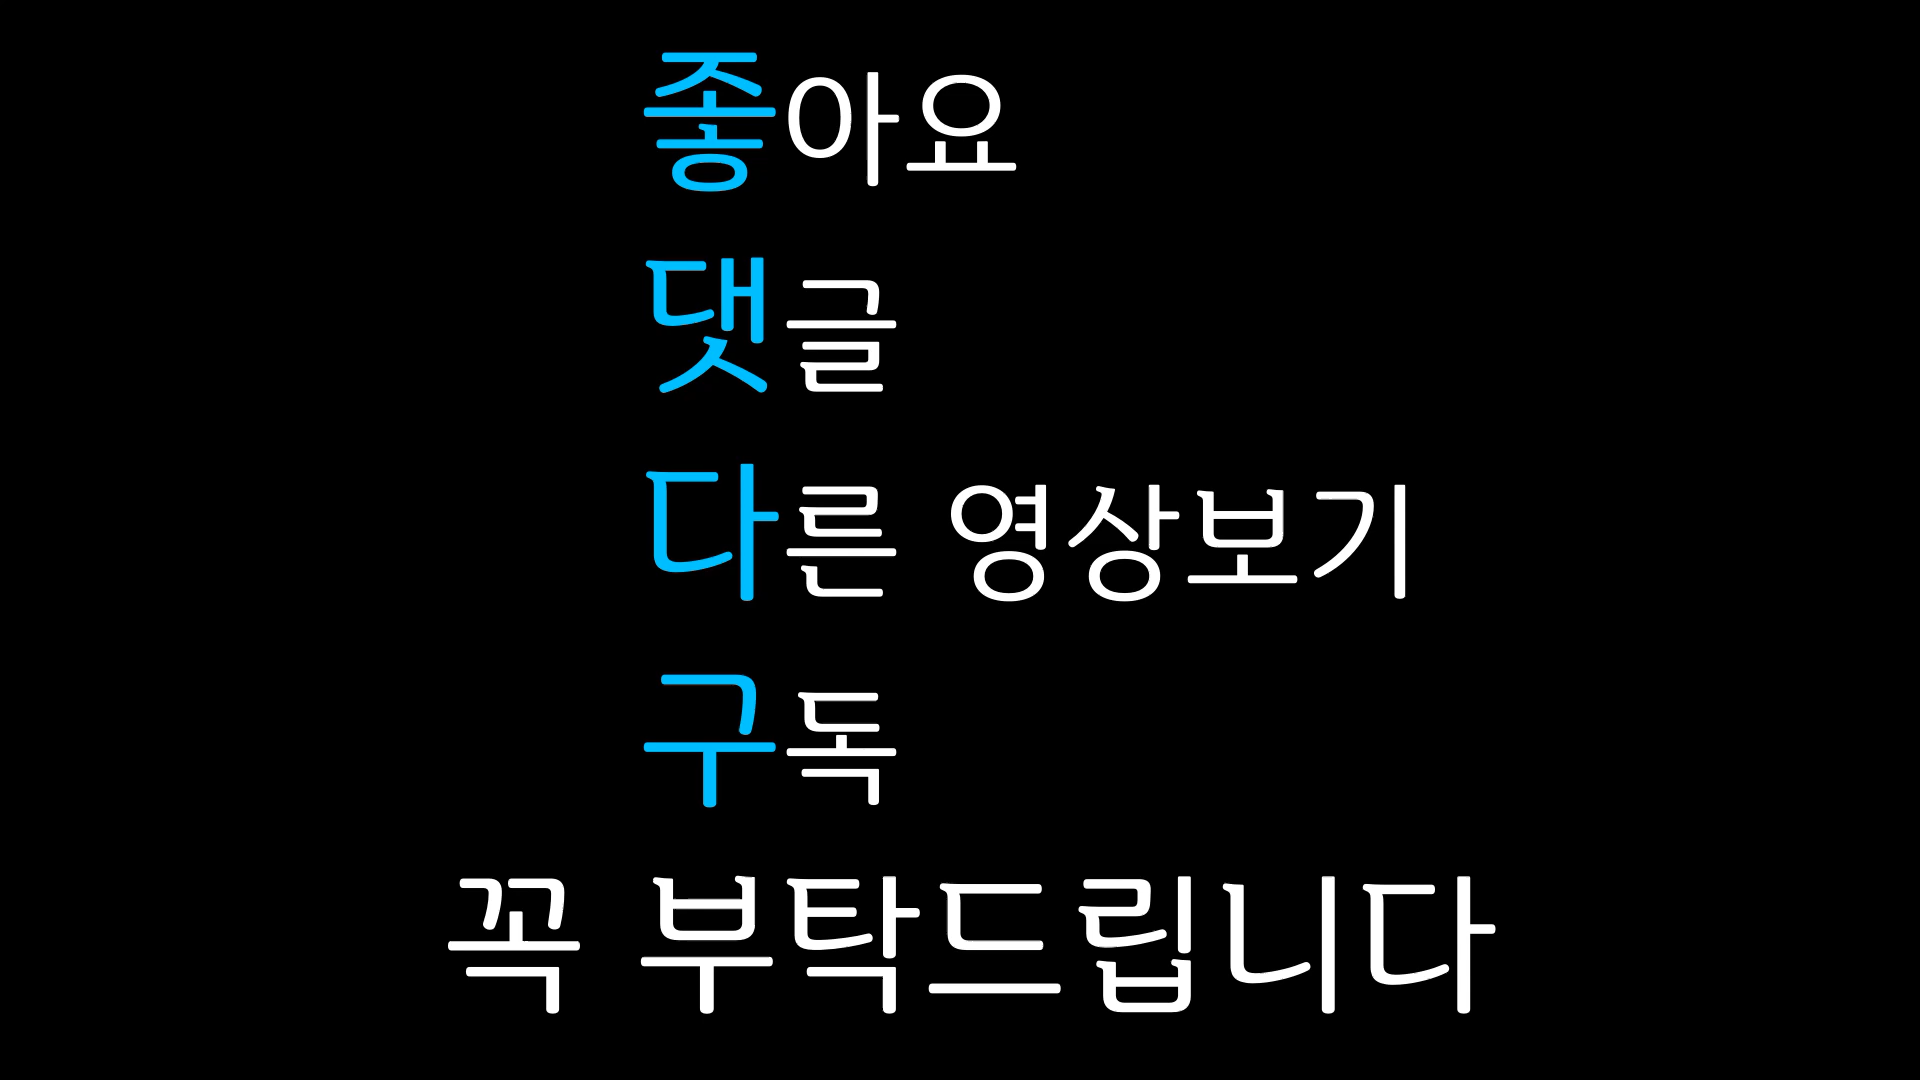 좋아요
댓글
다른 영상보기
구독
꼭 부탁드립니다